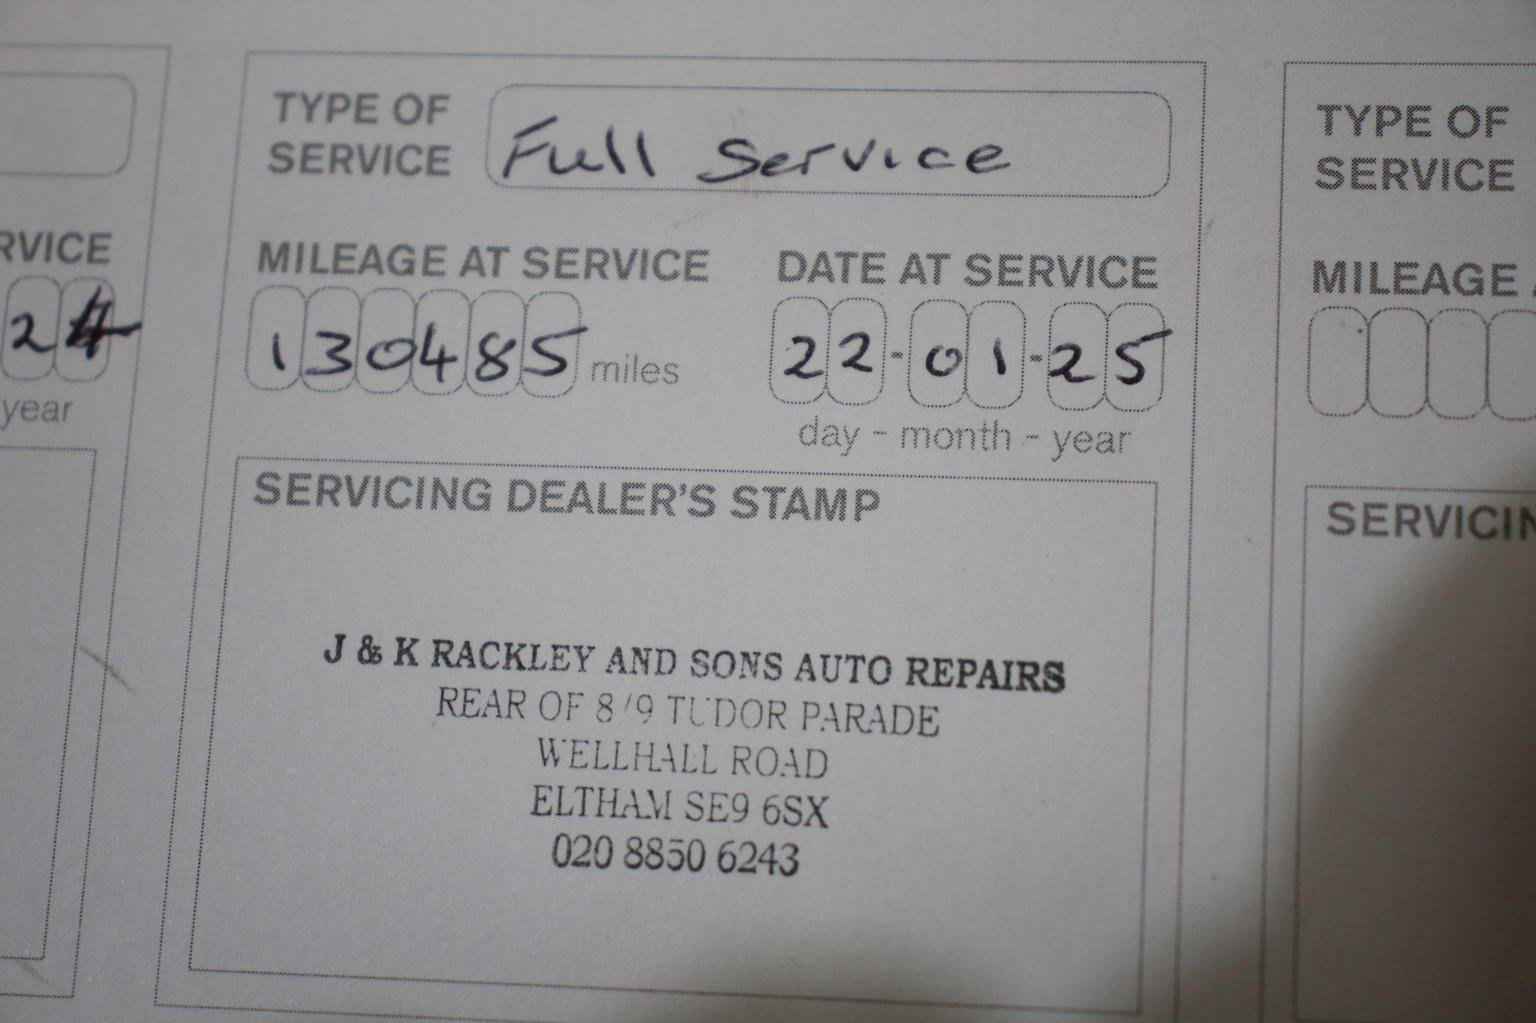 RVICE
24
year
TYPE OF
SERVICE
Full Service
MILEAGE AT SERVICE
130485 miles
DATE AT SERVICE
22-01-25
day - month - year
SERVICING DEALER'S STAMP
J & K RACKLEY AND SONS AUTO REPAIRS
REAR OF 8/9 TUDOR PARADE
WELLHALL ROAD
ELTHAM SE9 6SX
020 8850 6243
TYPE OF
SERVICE
MILEAGE
SERVICIN